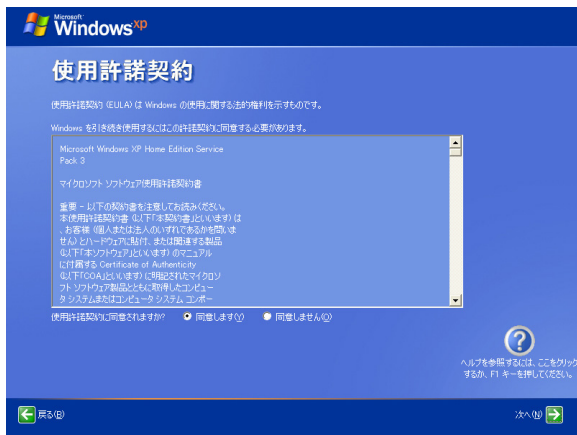 Microsoft
Windows xp
使用許諾契約
使用許諾契約 (EULA) は Windows の使用に関する法的権利を示すものです。
Windows を引き続き使用するにはこの許諾契約に同意する必要があります。
Microsoft Windows XP Home Edition Service
Pack 3
マイクロソフト ソフトウェア使用許諾契約書
重要 - 以下の契約書を注意してお読みください。
本使用許諾契約書 (以下「本契約書」といいます) は
、お客様 (個人または法人のいずれであるかを問いま
せん) とハードウェアに貼付、または関連する製品
(以下「本ソフトウェア」といいます) のマニュアル
に付属する Certificate of Authenticity
(以下「COA」といいます) に明記されたマイクロソ
フト ソフトウェア製品とともに取得したコンピュー
タ システムまたはコンピュータ システム コンポー
使用許諾契約に同意されますか? 同意します(Y) 同意しません(O)
ヘルプを参照するには、ここをクリック
するか、F1 キーを押してください。
戻る(B)
次へ(N)